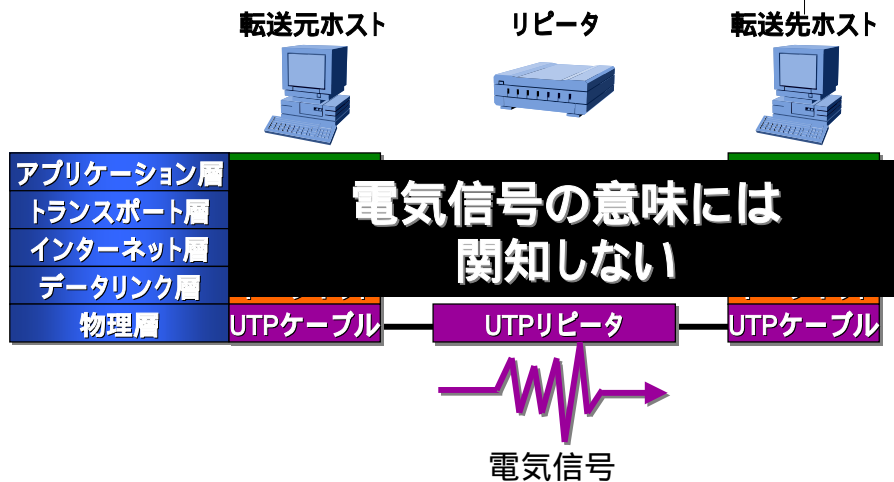 転送元ホスト
リピータ
転送先ホスト
アプリケーション層
トランスポート層
インターネット層
データリンク層
物理層
電気信号の意味には
関知しない
UTPケーブル
UTPリピータ
UTPケーブル
電気信号